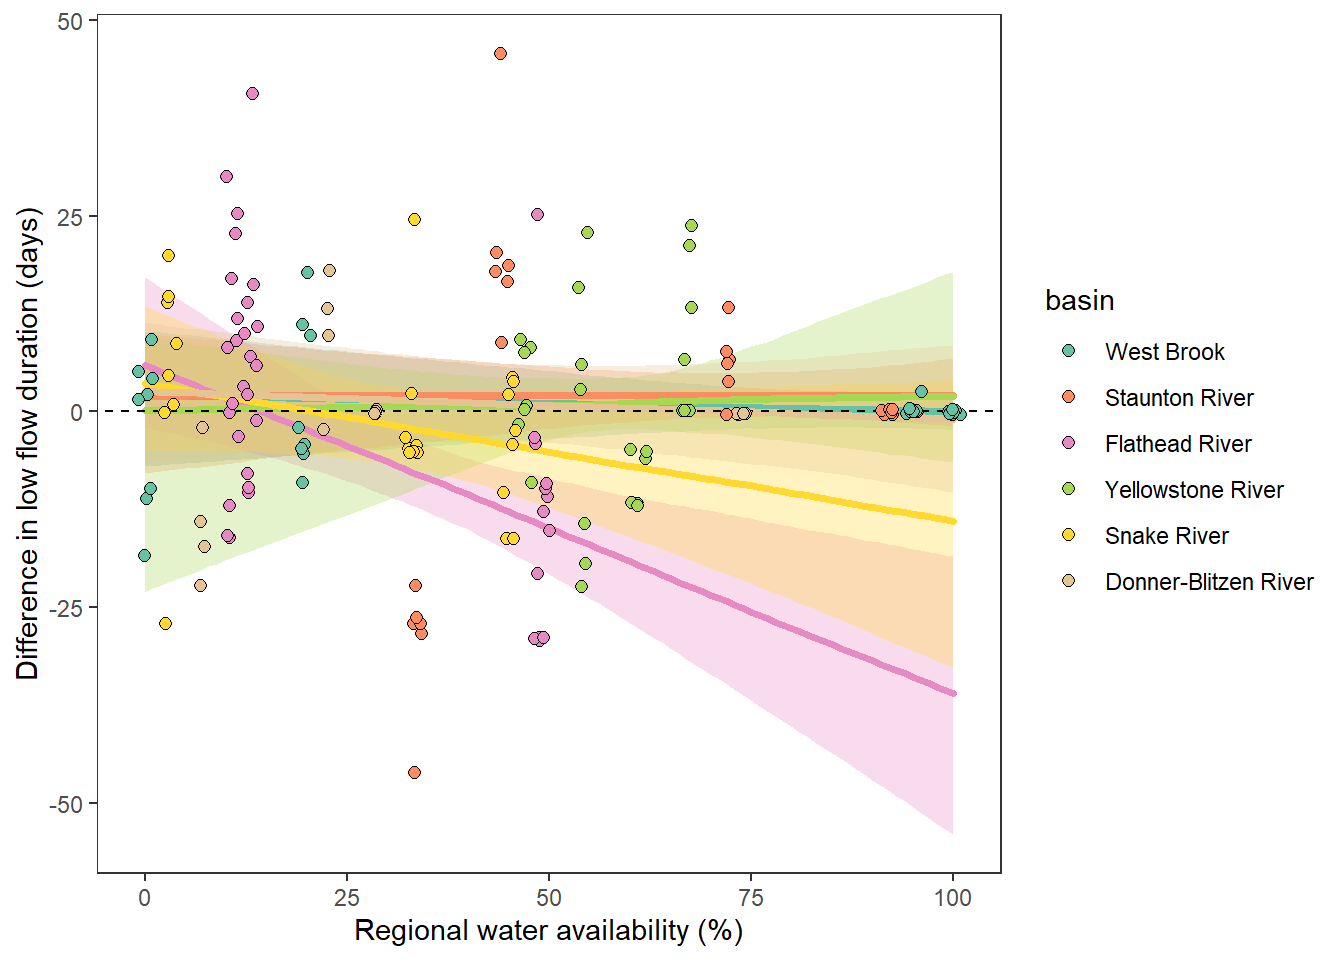 50
25
0
-25
-50
Difference in low flow duration (days)
0
25
50
75
100
Regional water availability (%)
basin
West Brook
Staunton River
Flathead River
Yellowstone River
Snake River
Donner-Blitzen River